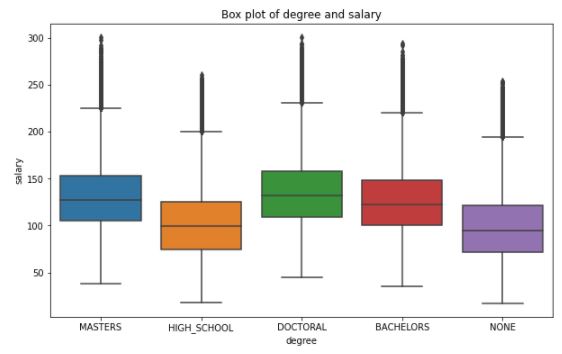 Box plot of degree and salary
300
250
200
150
100
50
salary
MASTERS HIGH_SCHOOL DOCTORAL BACHELORS NONE
degree